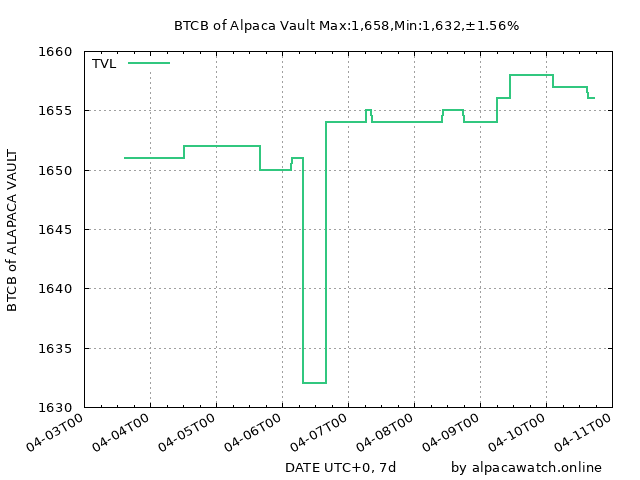 BTCB of Alpaca Vault Max:1,658,Min:1,632,±1.56%
1660
TVL
1655
1650
1645
1640
1635
1630
BTCB of ALAPACA VAULT
04-03T00
04-04T00
04-05T00
04-06T00
04-07T00
04-08T00
04-09T00
04-10T00
04-11T00
DATE UTC+0, 7d
by alpacawatch.online